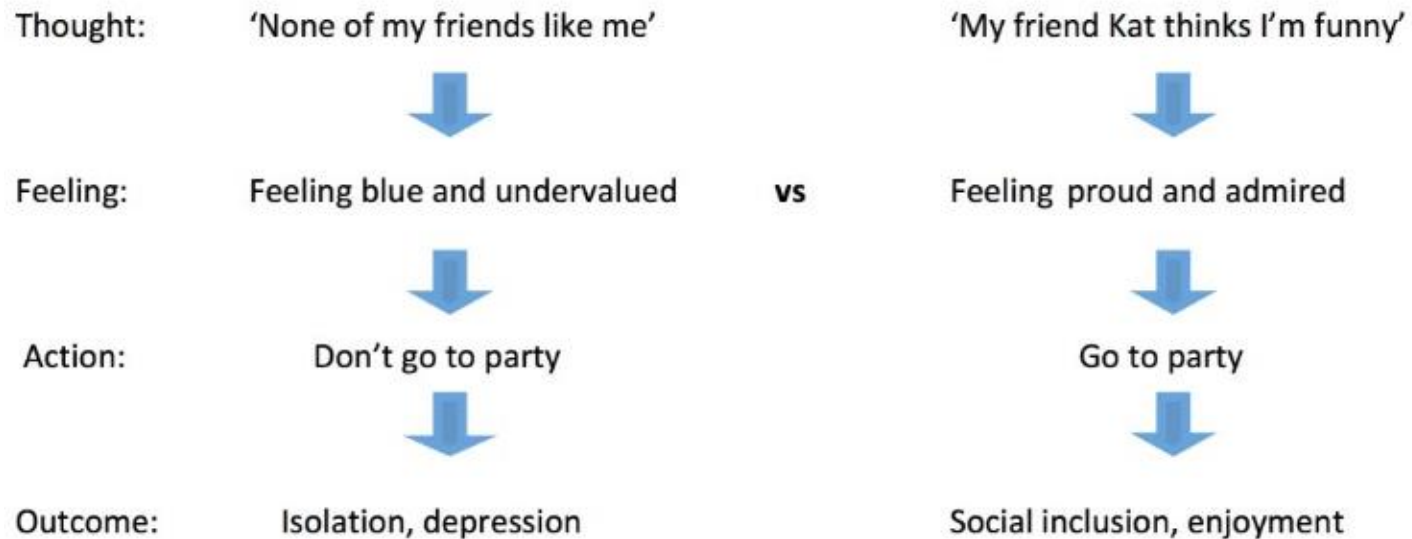 Thought: ‘None of my friends like me’ ‘My friend Kat thinks I’m funny’
Feeling: Feeling blue and undervalued vs Feeling proud and admired
Action: Don’t go to party Go to party
Outcome: Isolation, depression Social inclusion, enjoyment